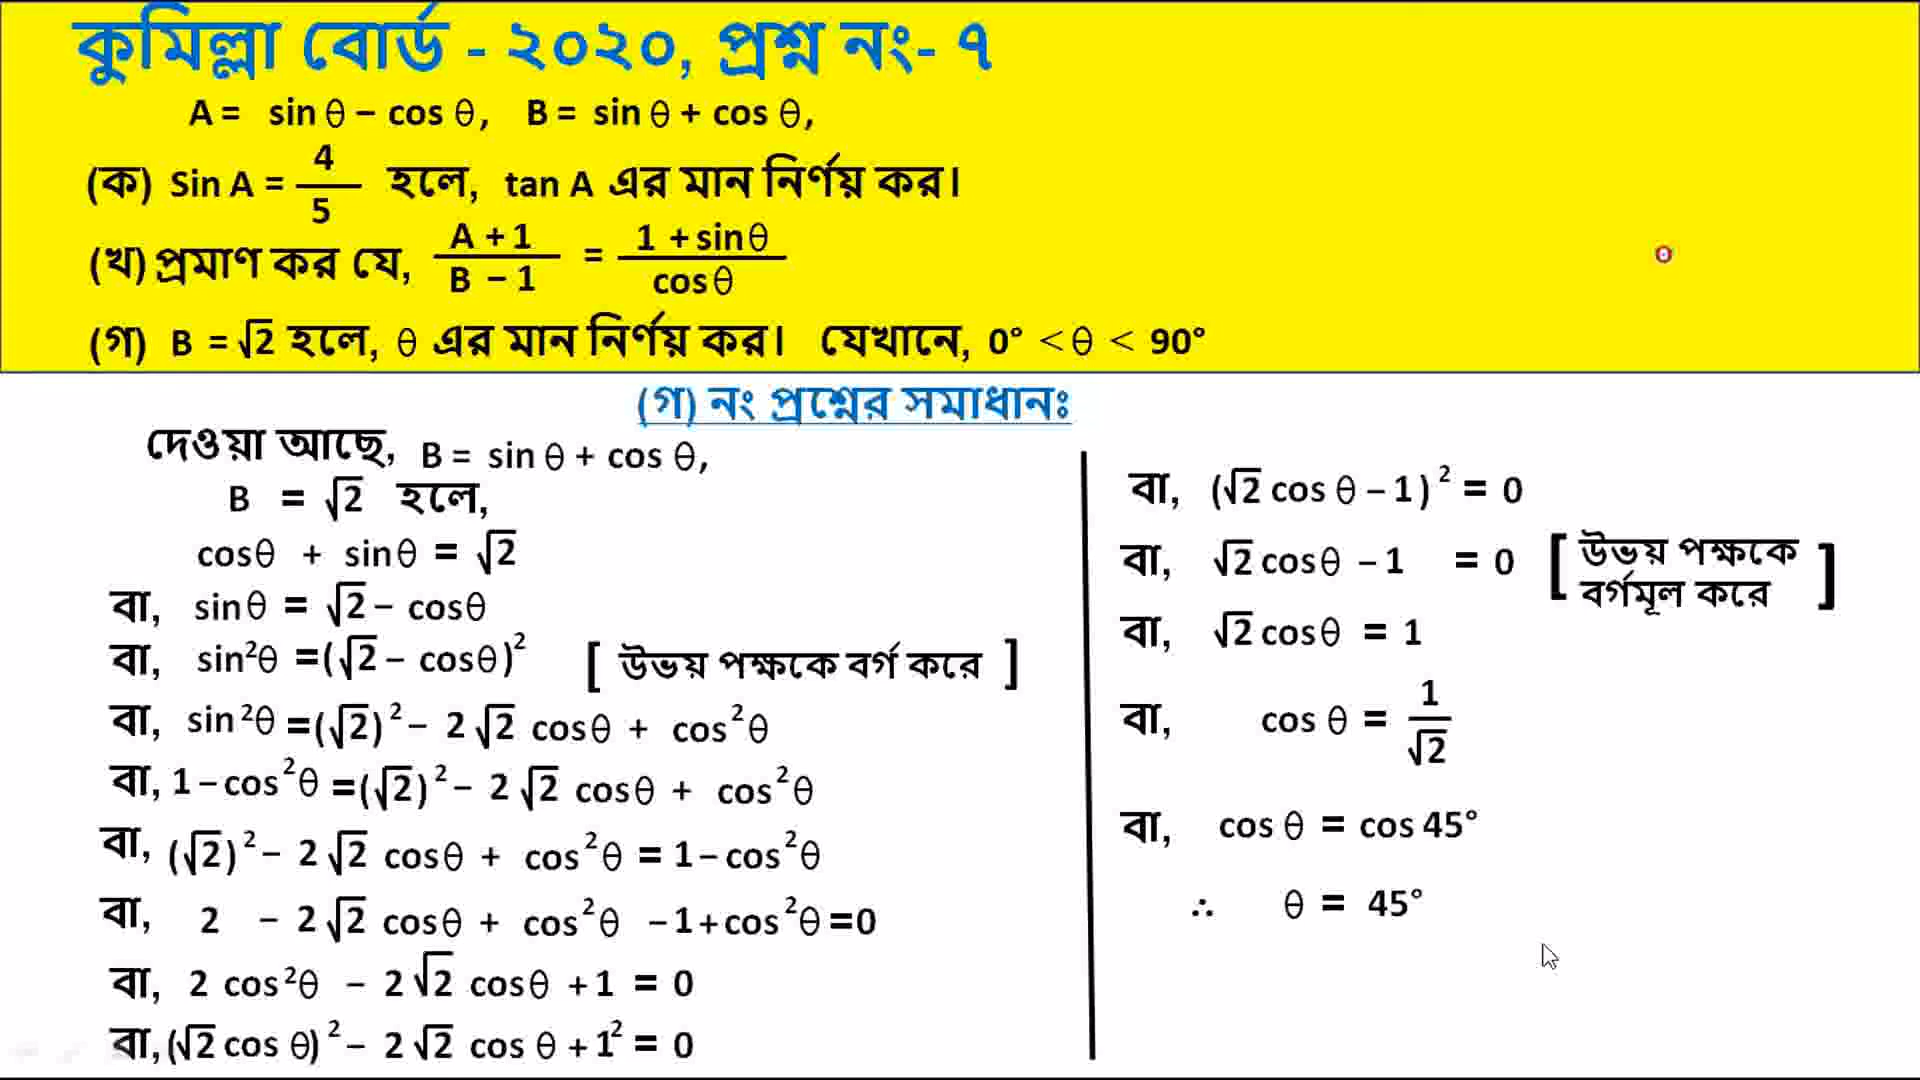 কুমিল্লা বোর্ড - ২০২০, প্রশ্ন নং- ৭
A = sin θ – cos θ, B = sin θ + cos θ,
(ক) Sin A = 4/5 হলে, tan A এর মান নির্ণয় কর।
(খ) প্রমাণ কর যে, (A + 1)/(B – 1) = (1 + sin θ)/(cos θ)
(গ) B = √2 হলে, θ এর মান নির্ণয় কর। যেখানে, 0° < θ < 90°
(গ) নং প্রশ্নের সমাধানঃ
দেওয়া আছে, B = sin θ + cos θ,
B = √2 হলে,
cosθ + sinθ = √2
বা, sinθ = √2 – cosθ
বা, sin²θ =(√2 – cosθ)² [ উভয় পক্ষকে বর্গ করে ]
বা, sin²θ =(√2)² – 2√2 cosθ + cos²θ
বা, 1 – cos²θ =(√2)² – 2√2 cosθ + cos²θ
বা, (√2)² – 2√2 cosθ + cos²θ = 1 – cos²θ
বা, 2 – 2√2 cosθ + cos²θ – 1 + cos²θ =0
বা, 2 cos²θ – 2√2 cosθ + 1 = 0
বা, (√2 cos θ)² – 2√2 cos θ + 1² = 0
বা, (√2 cos θ – 1)² = 0
বা, √2 cosθ – 1 = 0 [ উভয় পক্ষকে বর্গমূল করে ]
বা, √2 cosθ = 1
বা, cos θ = 1/√2
বা, cos θ = cos 45°
∴ θ = 45°